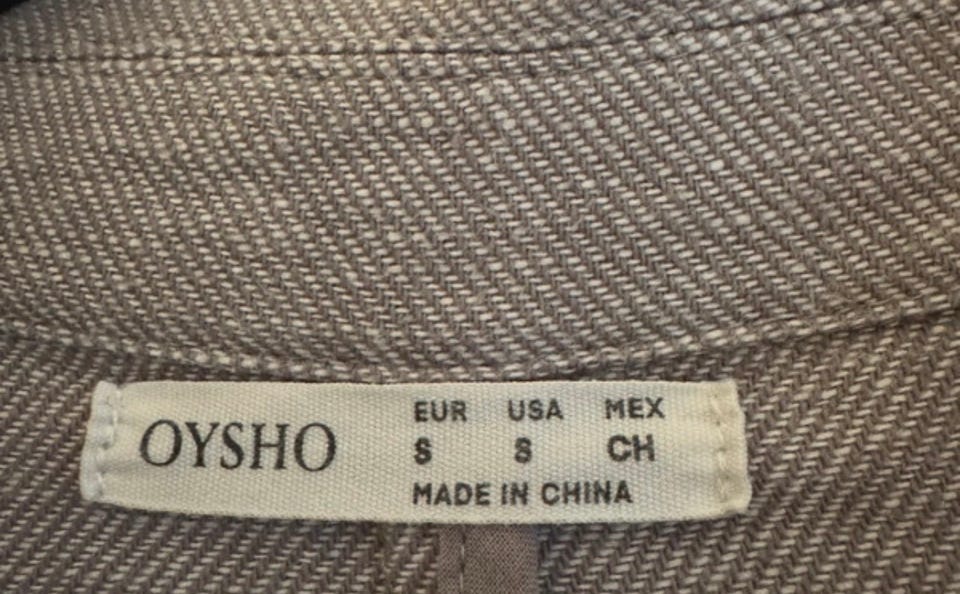 OYSHO
EUR USA MEX
S S CH
MADE IN CHINA